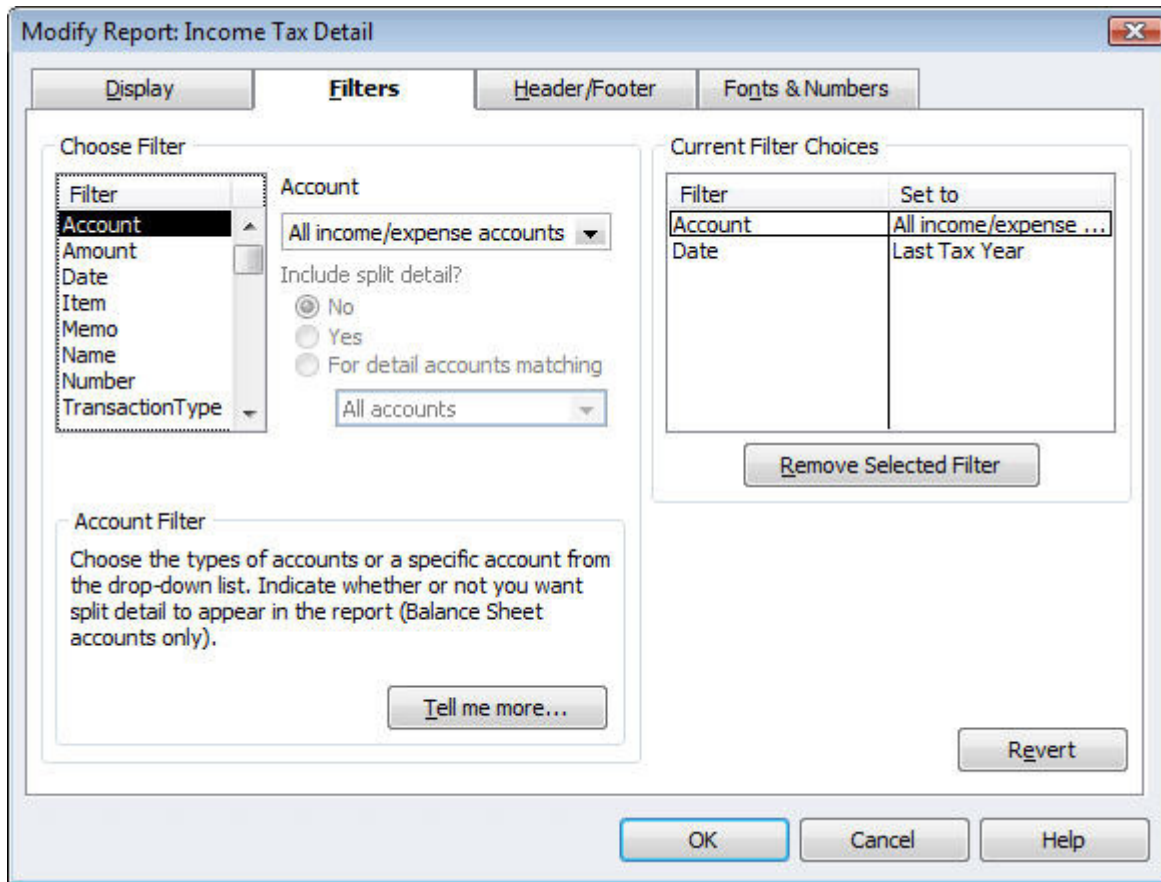 Modify Report: Income Tax Detail
Display
Filters
Header/Footer
Fonts & Numbers
Choose Filter
Filter
Account
Amount
Date
Item
Memo
Name
Number
TransactionType
Account
All income/expense accounts
Include split detail?
No
Yes
For detail accounts matching
All accounts
Account Filter
Choose the types of accounts or a specific account from
the drop-down list. Indicate whether or not you want
split detail to appear in the report (Balance Sheet
accounts only).
Tell me more...
Current Filter Choices
Filter Set to
Account All income/expense ...
Date Last Tax Year
Remove Selected Filter
Revert
OK
Cancel
Help